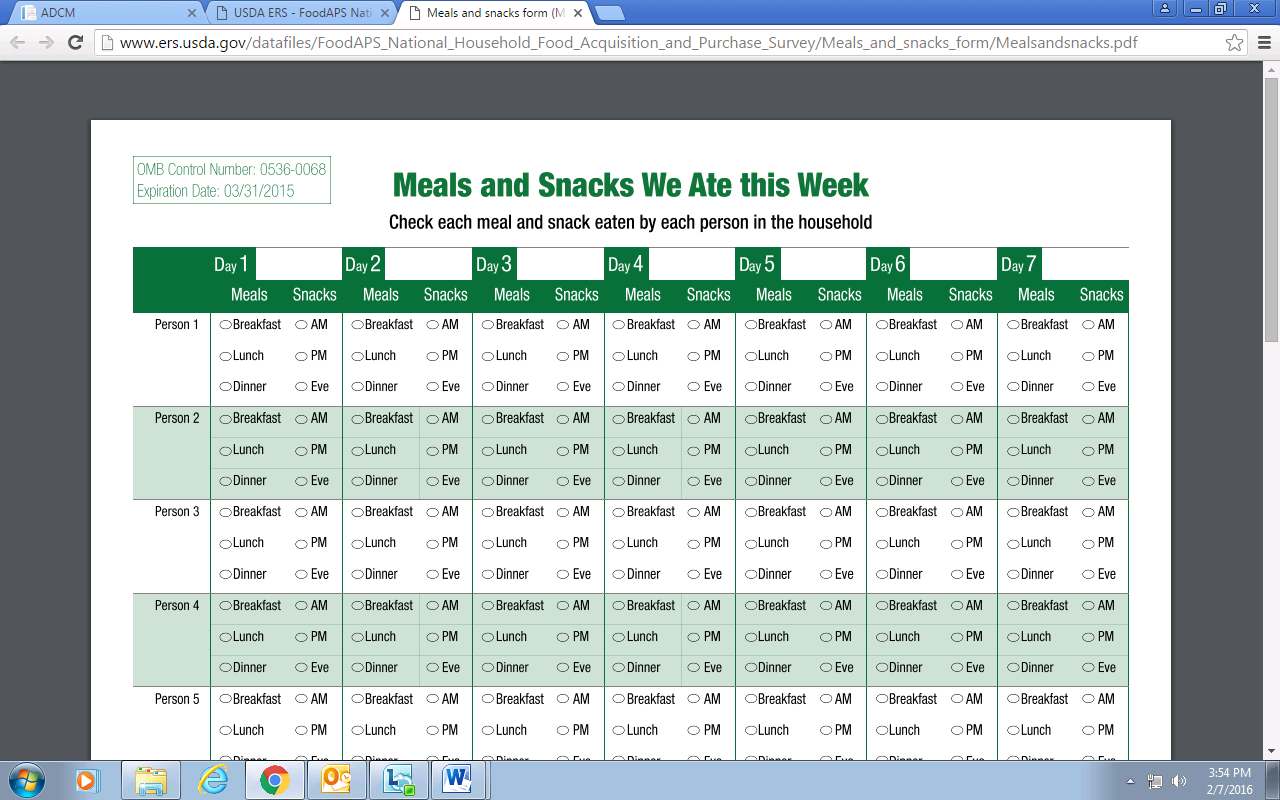 ADCM
USDA ERS - FoodAPS Nati
Meals and snacks form (M
www.ers.usda.gov/datafiles/FoodAPS_National_Household_Food_Acquisition_and_Purchase_Survey/Meals_and_snacks_form/Mealsandsnacks.pdf
OMB Control Number: 0536-0068
Expiration Date: 03/31/2015
Meals and Snacks We Ate this Week
Check each meal and snack eaten by each person in the household
Day 1 Day 2 Day 3 Day 4 Day 5 Day 6 Day 7
Meals Snacks Meals Snacks Meals Snacks Meals Snacks Meals Snacks Meals Snacks Meals Snacks
Person 1 Breakfast AM Breakfast AM Breakfast AM Breakfast AM Breakfast AM Breakfast AM Breakfast AM
Lunch PM Lunch PM Lunch PM Lunch PM Lunch PM Lunch PM Lunch PM
Dinner Eve Dinner Eve Dinner Eve Dinner Eve Dinner Eve Dinner Eve Dinner Eve
Person 2 Breakfast AM Breakfast AM Breakfast AM Breakfast AM Breakfast AM Breakfast AM Breakfast AM
Lunch PM Lunch PM Lunch PM Lunch PM Lunch PM Lunch PM Lunch PM
Dinner Eve Dinner Eve Dinner Eve Dinner Eve Dinner Eve Dinner Eve Dinner Eve
Person 3 Breakfast AM Breakfast AM Breakfast AM Breakfast AM Breakfast AM Breakfast AM Breakfast AM
Lunch PM Lunch PM Lunch PM Lunch PM Lunch PM Lunch PM Lunch PM
Dinner Eve Dinner Eve Dinner Eve Dinner Eve Dinner Eve Dinner Eve Dinner Eve
Person 4 Breakfast AM Breakfast AM Breakfast AM Breakfast AM Breakfast AM Breakfast AM Breakfast AM
Lunch PM Lunch PM Lunch PM Lunch PM Lunch PM Lunch PM Lunch PM
Dinner Eve Dinner Eve Dinner Eve Dinner Eve Dinner Eve Dinner Eve Dinner Eve
Person 5 Breakfast AM Breakfast AM Breakfast AM Breakfast AM Breakfast AM Breakfast AM Breakfast AM
Lunch PM Lunch PM Lunch PM Lunch PM Lunch PM Lunch PM Lunch PM
3:54 PM
2/7/2016